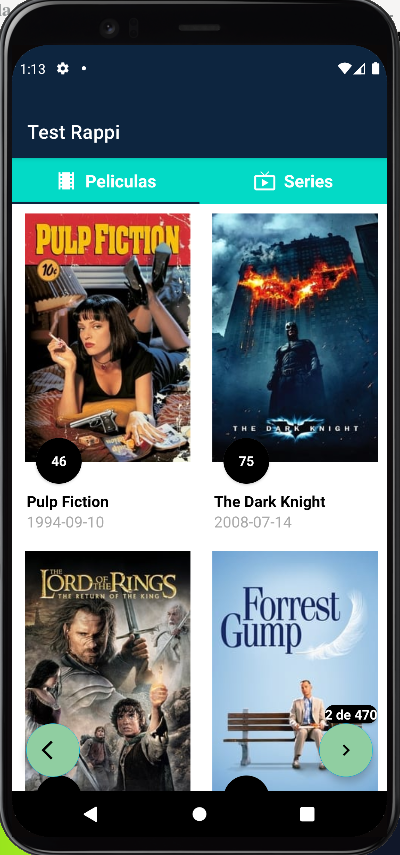 1:13
Test Rappi
Peliculas
Series
PULP FICTION
10¢
THE DARK KNIGHT
46
75
Pulp Fiction
The Dark Knight
1994-09-10
2008-07-14
THE
LORD OF THE RINGS
THE RETURN OF THE KING
Forrest
Gump
2 de 470